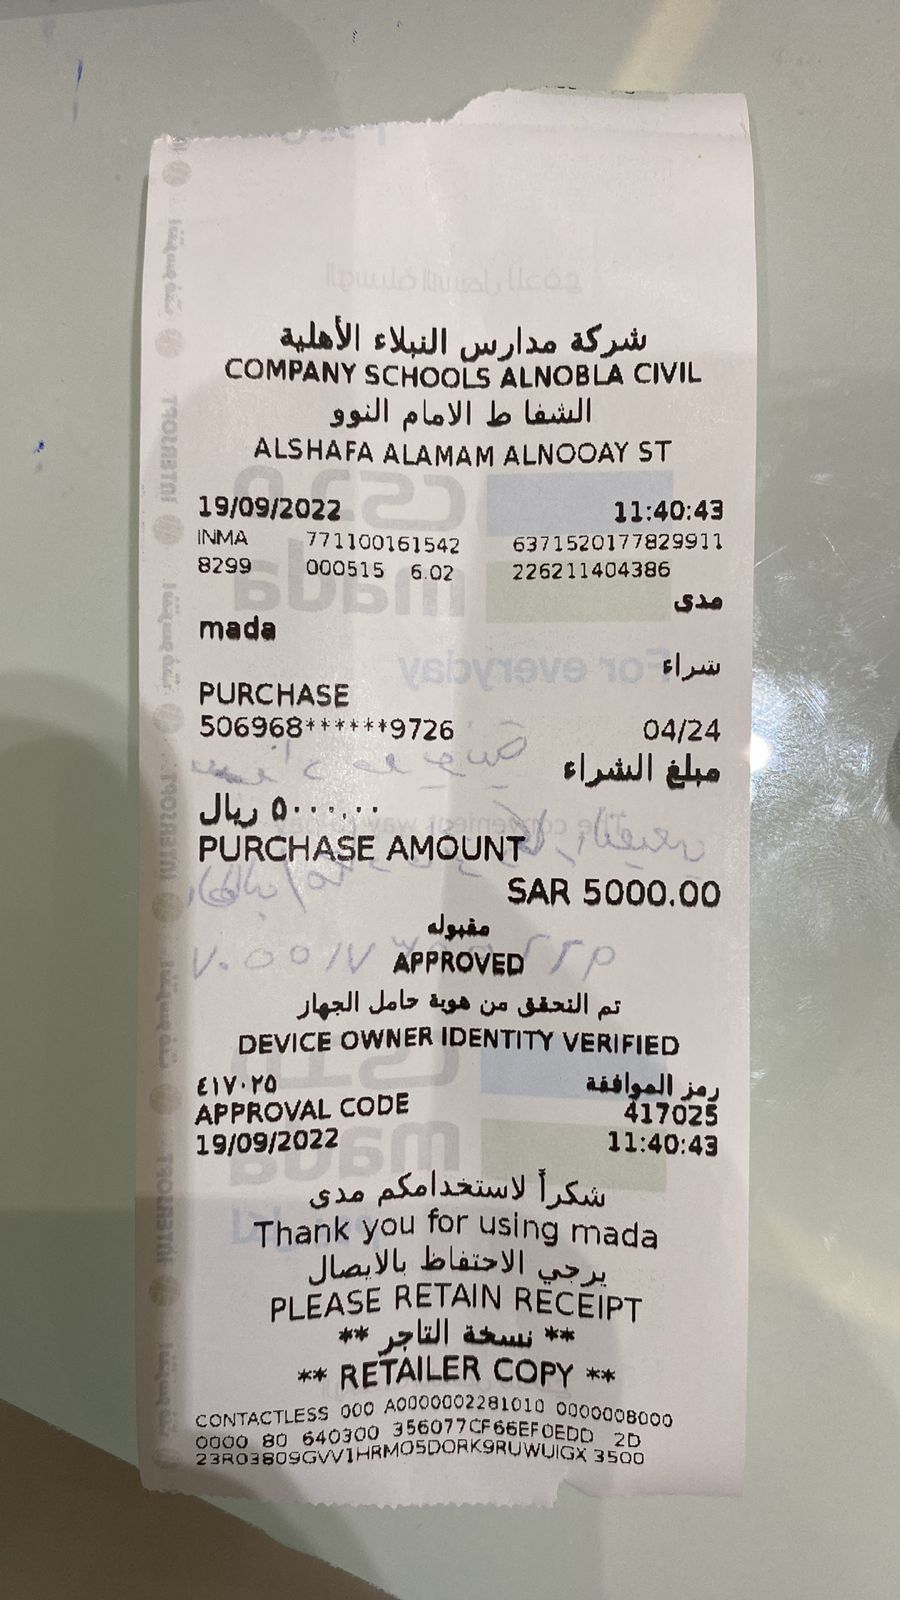 شركة مدارس النبلاء الأهلية
COMPANY SCHOOLS ALNOBLA CIVIL
الشفا ط الامام النوو
ALSHAFA ALAMAM ALNOOAY ST
19/09/2022 11:40:43
INMA 771100161542 6371520177829911
8299 000515 6.02 226211404386
مدى
mada
شراء
PURCHASE
506968******9726 04/24
مبلغ الشراء
٥٠٠٠.٠٠ ريال
PURCHASE AMOUNT
SAR 5000.00
مقبوله
APPROVED
تم التحقق من هوية حامل الجهاز
DEVICE OWNER IDENTITY VERIFIED
رمز الموافقة ٤١٧٠٢٥
APPROVAL CODE 417025
19/09/2022 11:40:43
شكراً لاستخدامكم مدى
Thank you for using mada
يرجي الاحتفاظ بالايصال
PLEASE RETAIN RECEIPT
** نسخة التاجر **
** RETAILER COPY **
CONTACTLESS 000 A0000002281010 0000008000
0000 80 640300 356077CF66EF0EDD 2D
23R03809GVV1HRMO5DORK9RUWUIGX 3500